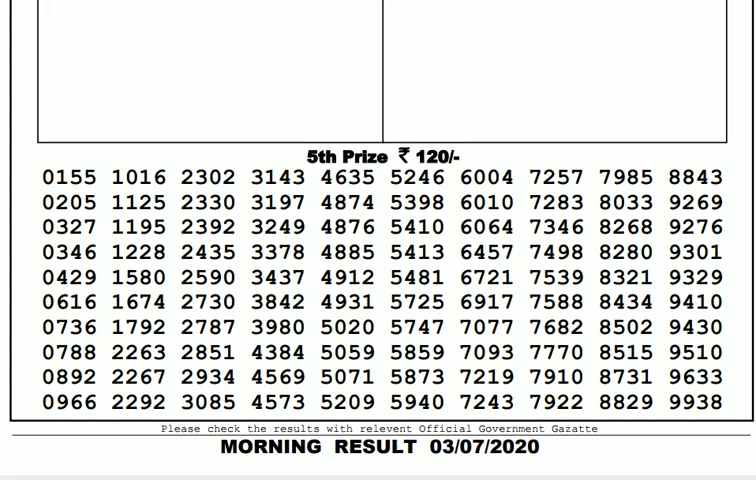 5th Prize ₹ 120/-
0155 1016 2302 3143 4635 5246 6004 7257 7985 8843
0205 1125 2330 3197 4874 5398 6010 7283 8033 9269
0327 1195 2392 3249 4876 5410 6064 7346 8268 9276
0346 1228 2435 3378 4885 5413 6457 7498 8280 9301
0429 1580 2590 3437 4912 5481 6721 7539 8321 9329
0616 1674 2730 3842 4931 5725 6917 7588 8434 9410
0736 1792 2787 3980 5020 5747 7077 7682 8502 9430
0788 2263 2851 4384 5059 5859 7093 7770 8515 9510
0892 2267 2934 4569 5071 5873 7219 7910 8731 9633
0966 2292 3085 4573 5209 5940 7243 7922 8829 9938
Please check the results with relevent Official Government Gazatte
MORNING RESULT 03/07/2020